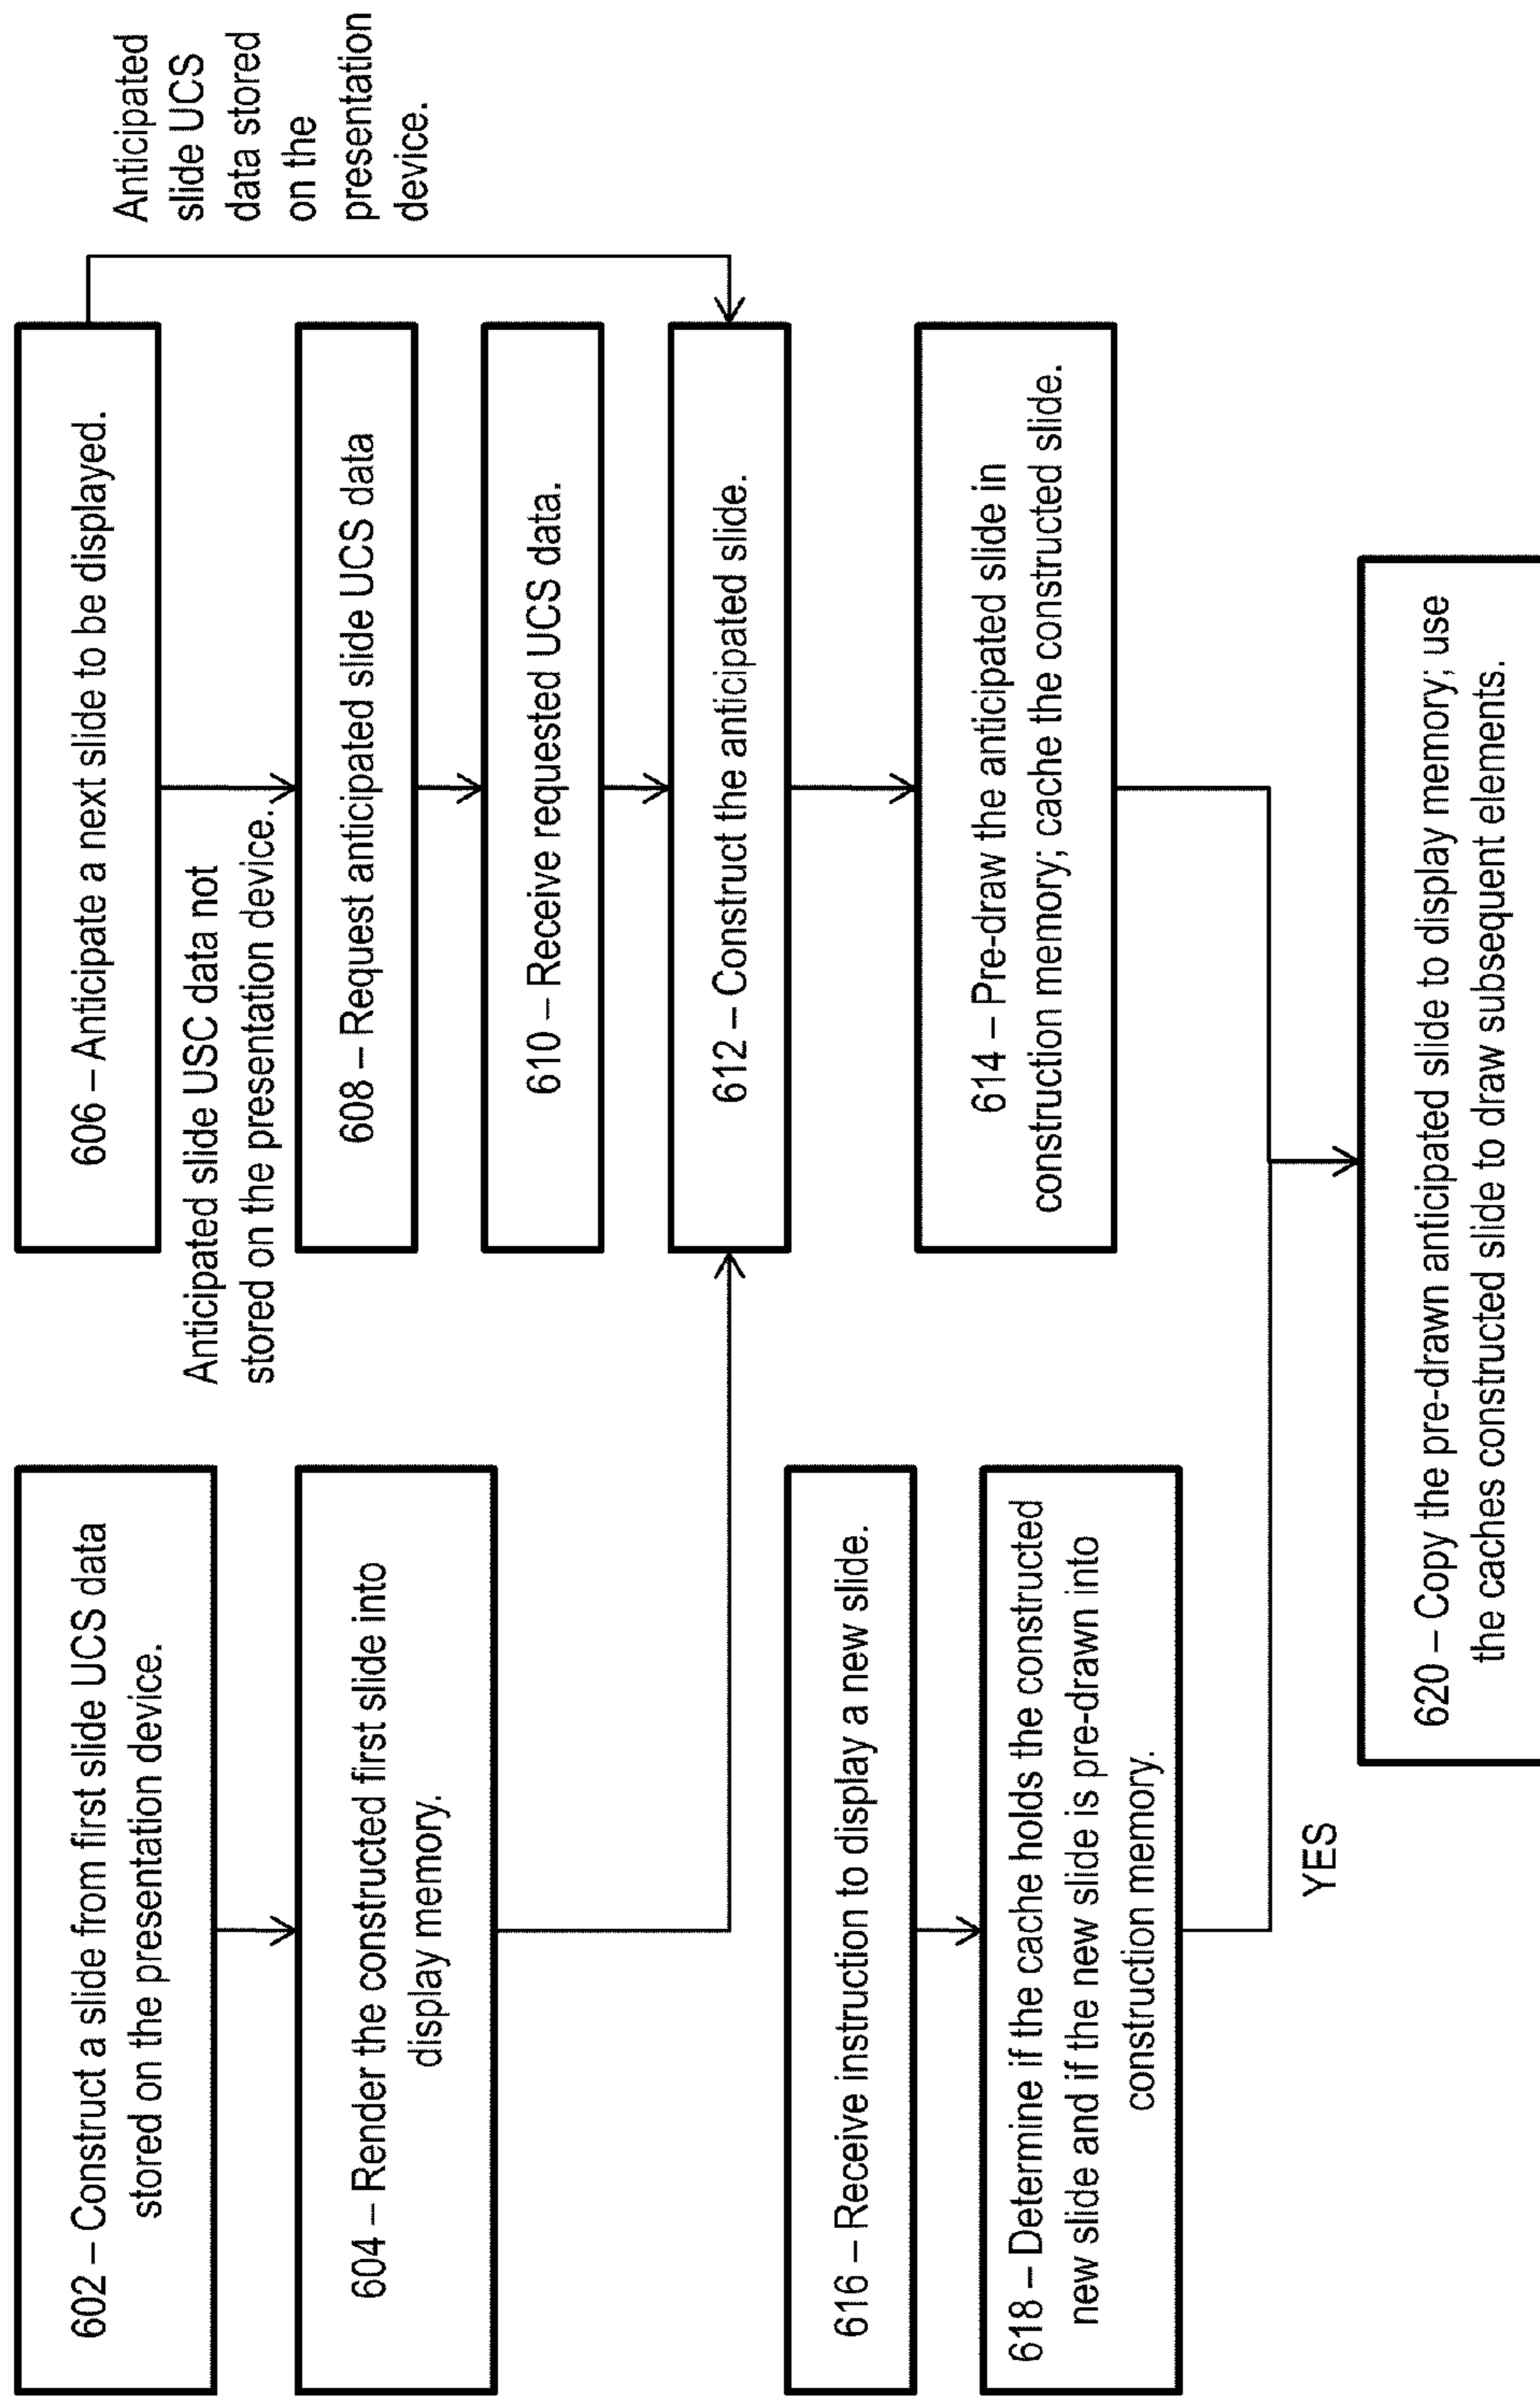 602 – Construct a slide from first slide UCS data
stored on the presentation device.
604 – Render the constructed first slide into
display memory.
606 – Anticipate a next slide to be displayed.
Anticipated slide USC data not
stored on the presentation device.
Anticipated
slide UCS
data stored
on the
presentation
device.
608 – Request anticipated slide UCS data
610 – Receive requested UCS data.
612 – Construct the anticipated slide.
614 – Pre-draw the anticipated slide in
construction memory; cache the constructed slide.
616 – Receive instruction to display a new slide.
618 – Determine if the cache holds the constructed
new slide and if the new slide is pre-drawn into
construction memory.
YES
620 – Copy the pre-drawn anticipated slide to display memory; use
the caches constructed slide to draw subsequent elements.